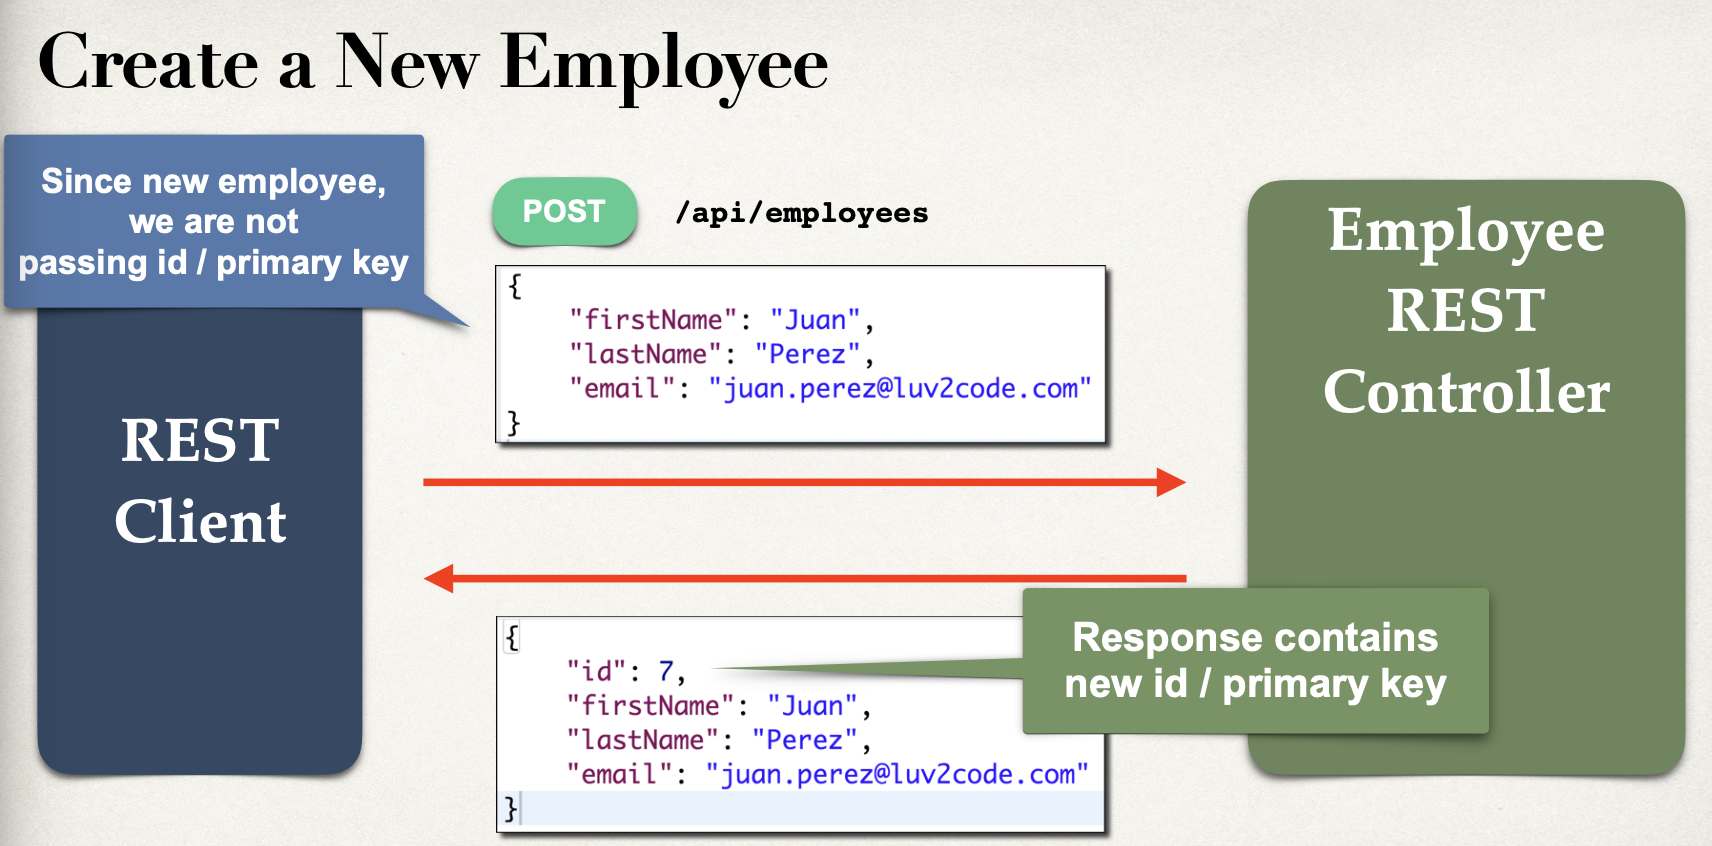 Create a New Employee
Since new employee,
we are not
passing id / primary key
REST
Client
POST /api/employees
{
"firstName": "Juan",
"lastName": "Perez",
"email": "juan.perez@luv2code.com"
}
Employee
REST
Controller
{
"id": 7,
"firstName": "Juan",
"lastName": "Perez",
"email": "juan.perez@luv2code.com"
}
Response contains
new id / primary key